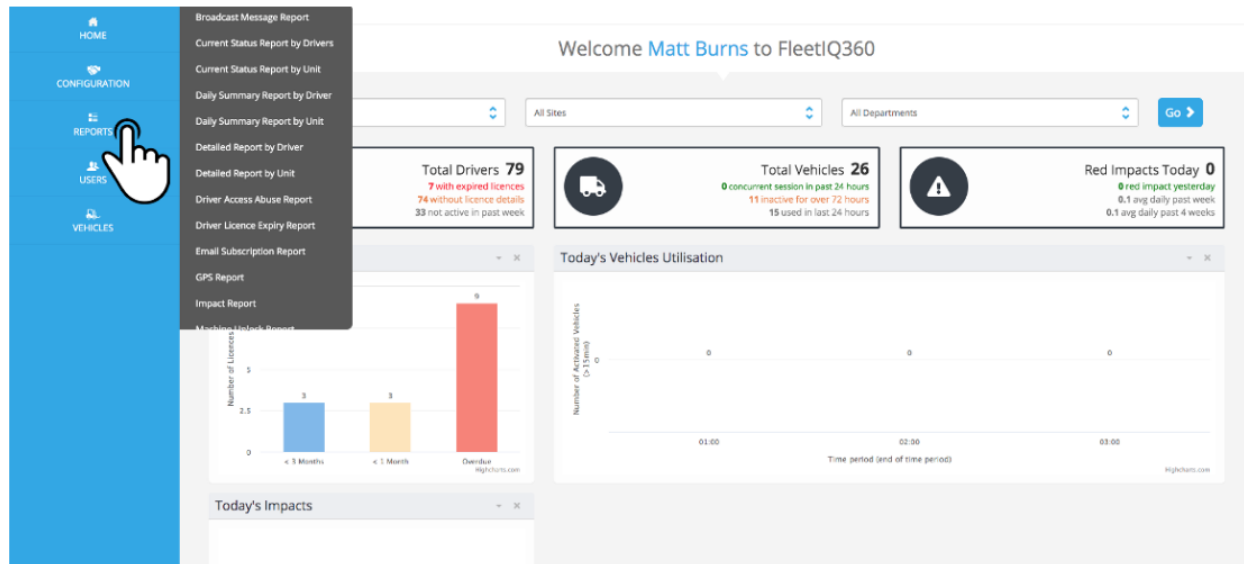 HOME
CONFIGURATION
REPORTS
USERS
VEHICLES
Broadcast Message Report
Current Status Report by Drivers
Current Status Report by Unit
Daily Summary Report by Driver
Daily Summary Report by Unit
Detailed Report by Driver
Detailed Report by Unit
Driver Access Abuse Report
Driver Licence Expiry Report
Email Subscription Report
GPS Report
Impact Report
Machine Unlock Report
Welcome Matt Burns to FleetIQ360
All Sites
All Departments
Go
Total Drivers 79
7 with expired licences
74 without licence details
33 not active in past week
Total Vehicles 26
0 concurrent session in past 24 hours
11 inactive for over 72 hours
15 used in last 24 hours
Red Impacts Today 0
0 red impact yesterday
0.1 avg daily past week
0.1 avg daily past 4 weeks
Number of Licences
5
2.5
0
3
3
9
< 3 Months
< 1 Month
Overdue
Highcharts.com
Today's Vehicles Utilisation
Number of Activated Vehicles
(>15min)
0
0
0
0
01:00
02:00
03:00
Time period (end of time period)
Highcharts.com
Today's Impacts